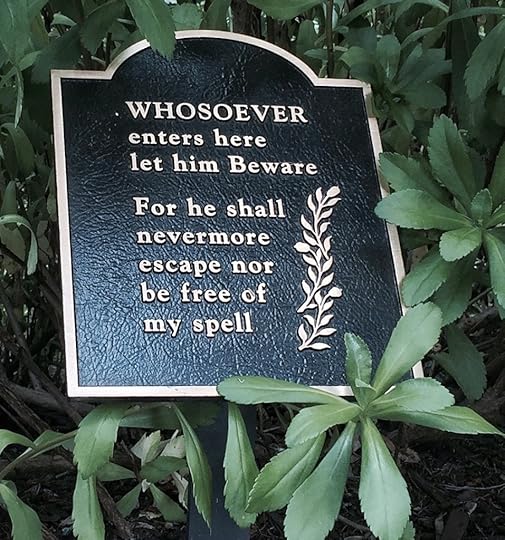 WHOSOEVER
enters here
let him Beware
For he shall
nevermore
escape nor
be free of
my spell